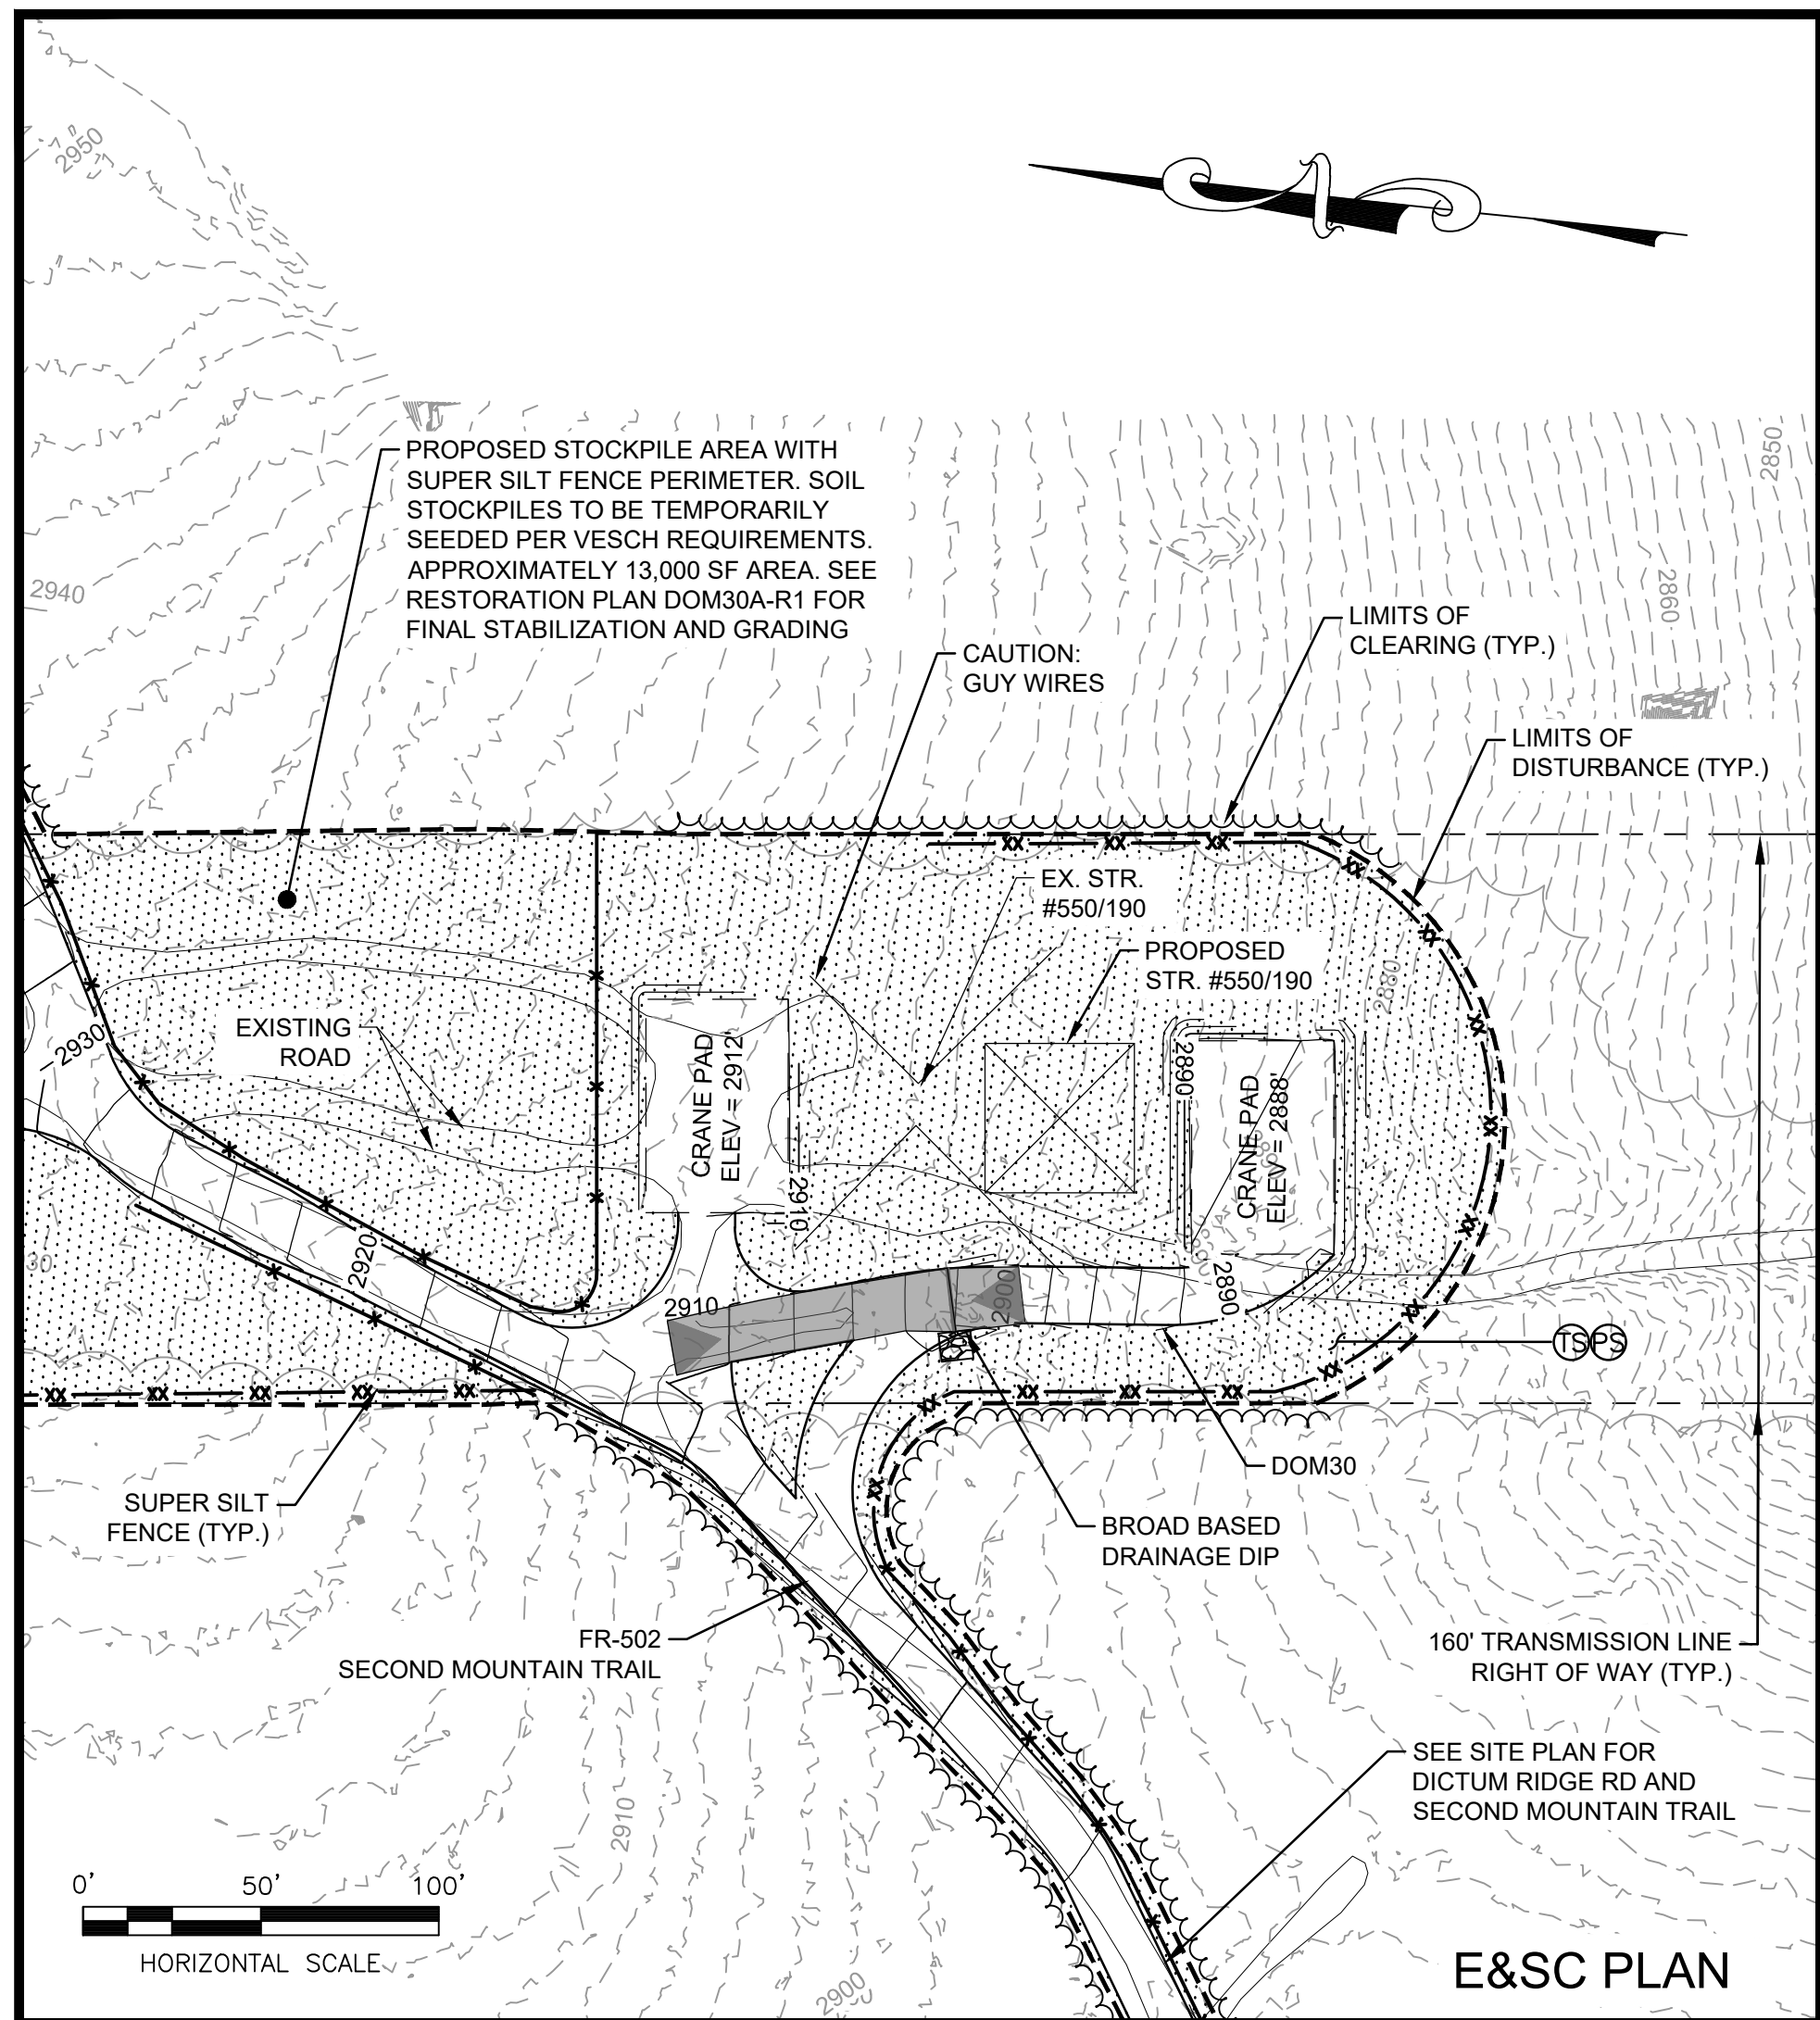 2950
2940
2850
2860
PROPOSED STOCKPILE AREA WITH
SUPER SILT FENCE PERIMETER. SOIL
STOCKPILES TO BE TEMPORARILY
SEEDED PER VESCH REQUIREMENTS.
APPROXIMATELY 13,000 SF AREA. SEE
RESTORATION PLAN DOM30A-R1 FOR
FINAL STABILIZATION AND GRADING
CAUTION:
GUY WIRES
LIMITS OF
CLEARING (TYP.)
LIMITS OF
DISTURBANCE (TYP.)
EX. STR.
#550/190
PROPOSED
STR. #550/190
2880
EXISTING
ROAD
2930
CRANE PAD
ELEV = 2912'
2890
CRANE PAD
ELEV = 2888'
2910
2920
30
2910
2900
2890
TS PS
DOM30
SUPER SILT
FENCE (TYP.)
BROAD BASED
DRAINAGE DIP
FR-502
SECOND MOUNTAIN TRAIL
160' TRANSMISSION LINE
RIGHT OF WAY (TYP.)
SEE SITE PLAN FOR
DICTUM RIDGE RD AND
SECOND MOUNTAIN TRAIL
2910
2900
0' 50' 100'
HORIZONTAL SCALE
E&SC PLAN